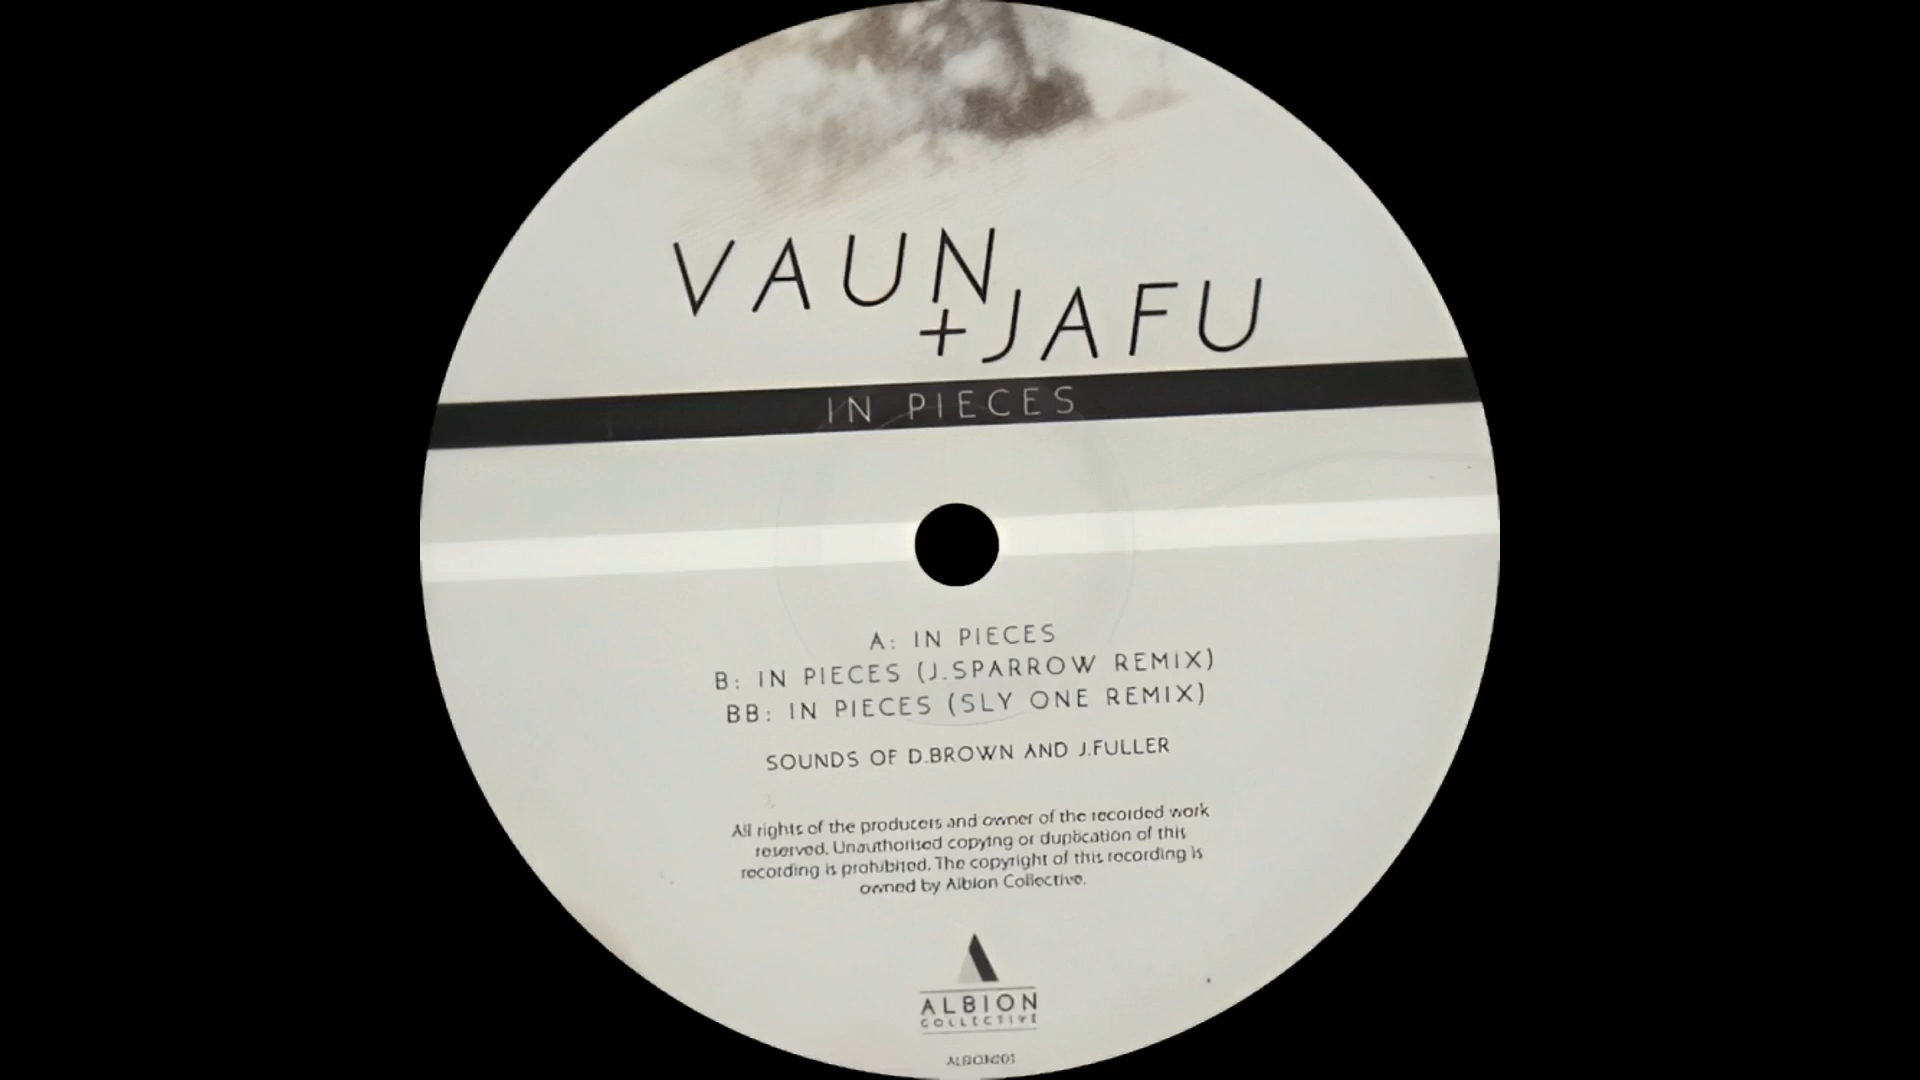 VAUN
+JAFU
IN PIECES
A: IN PIECES
B: IN PIECES (J.SPARROW REMIX)
BB: IN PIECES (SLY ONE REMIX)
SOUNDS OF D.BROWN AND J.FULLER
All rights of the producers and owner of the recorded work
reserved. Unauthorised copying or duplication of this
recording is prohibited. The copyright of this recording is
owned by Albion Collective.
ALBION
COLLECTIVE